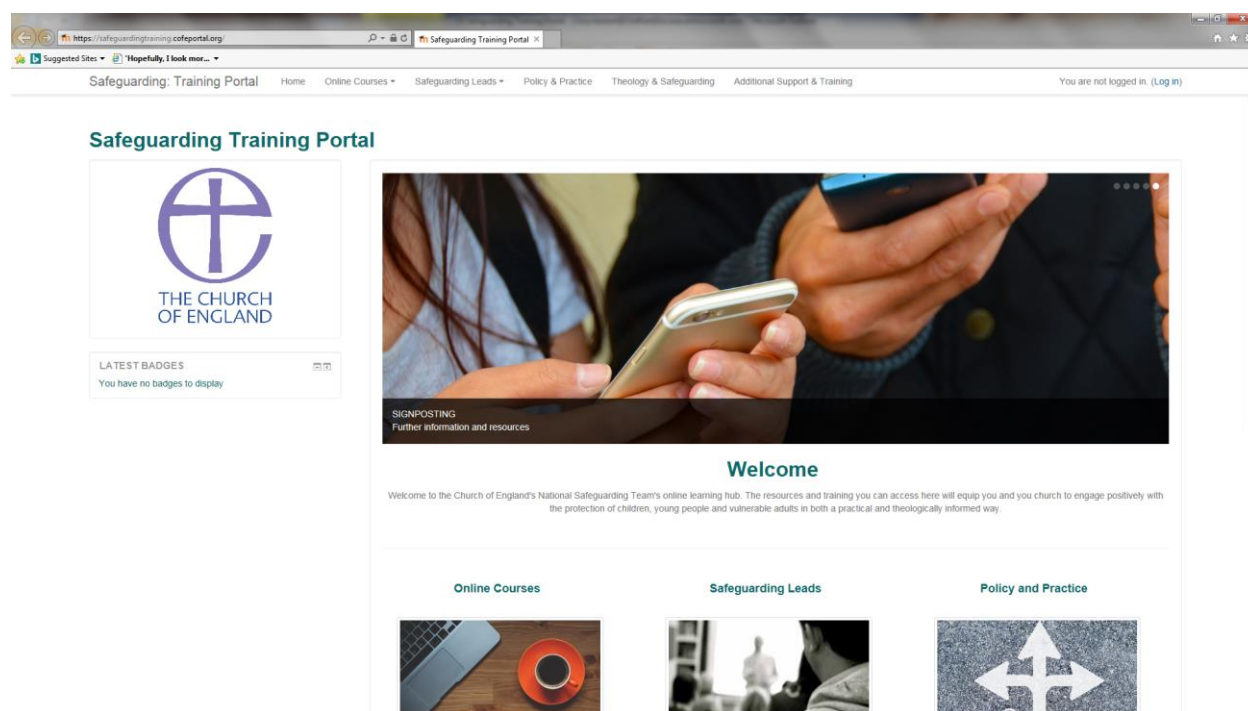 https://safeguardingtraining.cofeportal.org/
Safeguarding Training Portal
Suggested Sites
"Hopefully, I look mor...
Safeguarding: Training Portal Home Online Courses Safeguarding Leads Policy & Practice Theology & Safeguarding Additional Support & Training You are not logged in. (Log in)
Safeguarding Training Portal
THE CHURCH
OF ENGLAND
LATEST BADGES
You have no badges to display
SIGNPOSTING
Further information and resources
Welcome
Welcome to the Church of England's National Safeguarding Team's online learning hub. The resources and training you can access here will equip you and you church to engage positively with
the protection of children, young people and vulnerable adults in both a practical and theologically informed way.
Online Courses
Safeguarding Leads
Policy and Practice